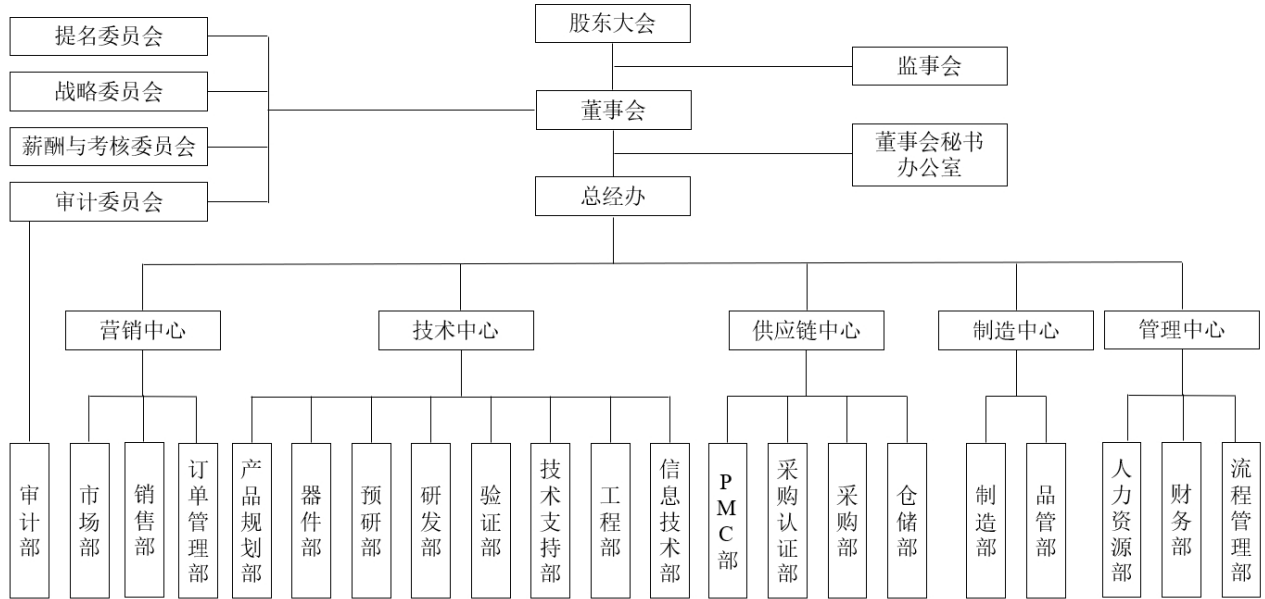 股东大会
提名委员会
监事会
战略委员会
董事会
薪酬与考核委员会
董事会秘书
办公室
审计委员会
总经办
营销中心
技术中心
供应链中心
制造中心
管理中心
审计部
市场部
销售部
订单管理部
产品规划部
器件部
预研部
研发部
验证部
技术支持部
工程部
信息技术部
PMC部
采购认证部
采购部
仓储部
制造部
品管部
人力资源部
财务部
流程管理部